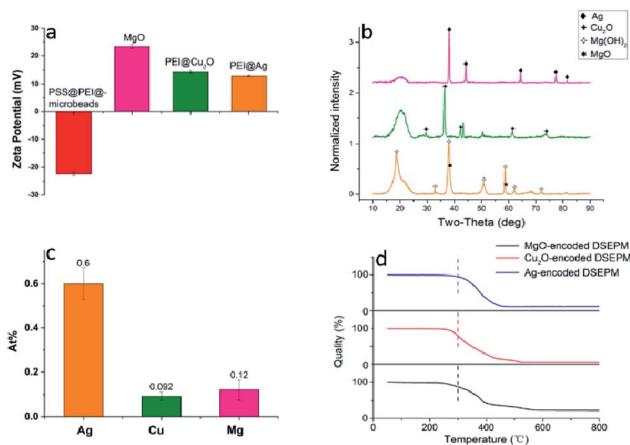 a
Zeta Potential (mV)
30
20
10
0
-10
-20
-30
PSS@PEI@-
microbeads
MgO
PEI@Cu₂O
PEI@Ag
b
Normalized intensity
3
2
1
0
10 20 30 40 50 60 70 80 90
Two-Theta (deg)
Ag
Cu₂O
Mg(OH)₂
MgO
c
At%
0.6
0.4
0.2
0.0
0.6
0.092
0.12
Ag Cu Mg
d
MgO-encoded DSEPM
Cu₂O-encoded DSEPM
Ag-encoded DSEPM
Quality (%)
100
0
100
0
100
0
0 200 400 600 800
Temperature (℃)